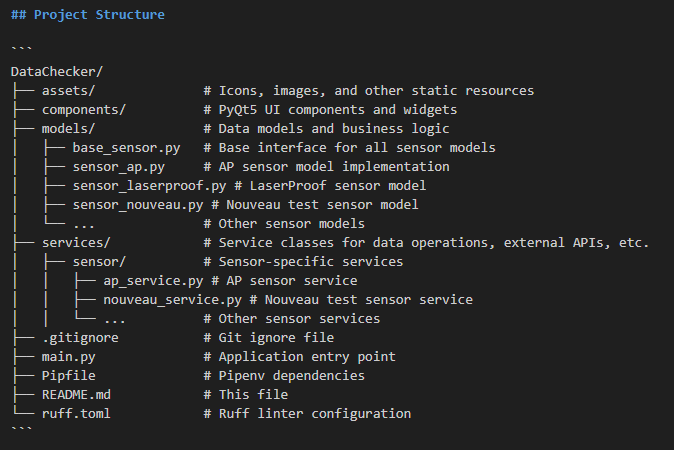 ## Project Structure
```
DataChecker/
├── assets/              # Icons, images, and other static resources
├── components/          # PyQt5 UI components and widgets
├── models/              # Data models and business logic
│   ├── base_sensor.py   # Base interface for all sensor models
│   ├── sensor_ap.py     # AP sensor model implementation
│   ├── sensor_laserproof.py # LaserProof sensor model
│   ├── sensor_nouveau.py # Nouveau test sensor model
│   └── ...              # Other sensor models
├── services/            # Service classes for data operations, external APIs, etc.
│   ├── sensor/          # Sensor-specific services
│   │   ├── ap_service.py # AP sensor service
│   │   ├── nouveau_service.py # Nouveau test sensor service
│   │   └── ...          # Other sensor services
├── .gitignore           # Git ignore file
├── main.py              # Application entry point
├── Pipfile              # Pipenv dependencies
├── README.md            # This file
└── ruff.toml            # Ruff linter configuration
```